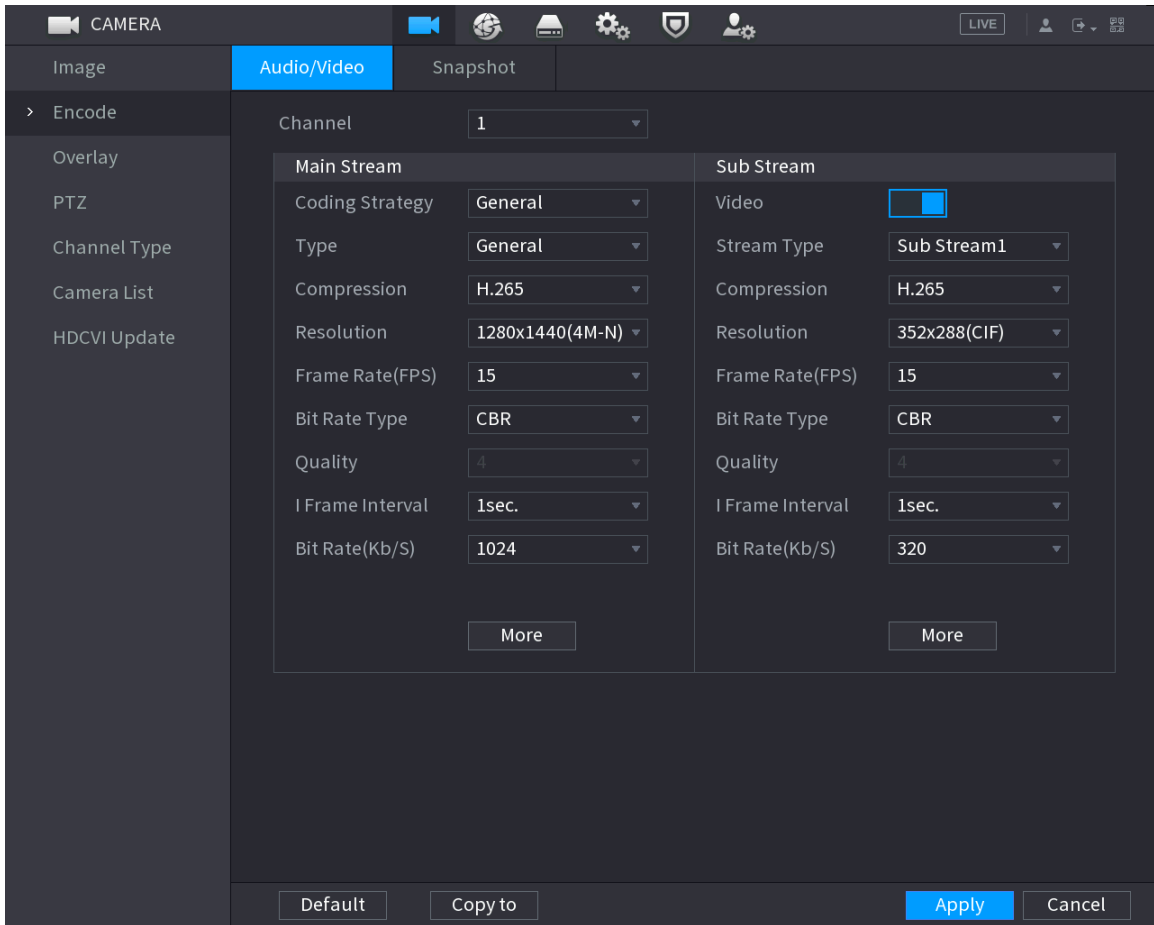 CAMERA
LIVE
Image
Audio/Video Snapshot
Encode
Channel 1
Overlay
Main Stream Sub Stream
PTZ
Coding Strategy General Video
Channel Type
Type General Stream Type Sub Stream1
Camera List
Compression H.265 Compression H.265
HDCVI Update
Resolution 1280x1440(4M-N) Resolution 352x288(CIF)
Frame Rate(FPS) 15 Frame Rate(FPS) 15
Bit Rate Type CBR Bit Rate Type CBR
Quality 4 Quality 4
I Frame Interval 1sec. I Frame Interval 1sec.
Bit Rate(Kb/S) 1024 Bit Rate(Kb/S) 320
More More
Default Copy to Apply Cancel